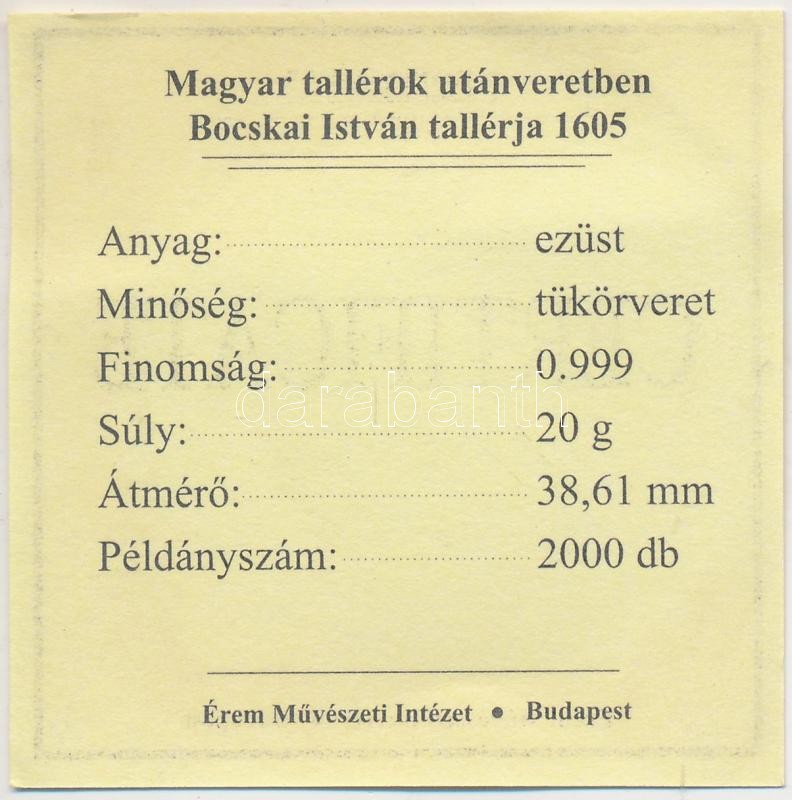 Magyar tallérok utánveretben
Bocskai István tallérja 1605
Anyag: ezüst
Minőség: tükörveret
Finomság: 0.999
darabanth
Súly: 20 g
Átmérő: 38,61 mm
Példányszám: 2000 db
Érem Művészeti Intézet • Budapest